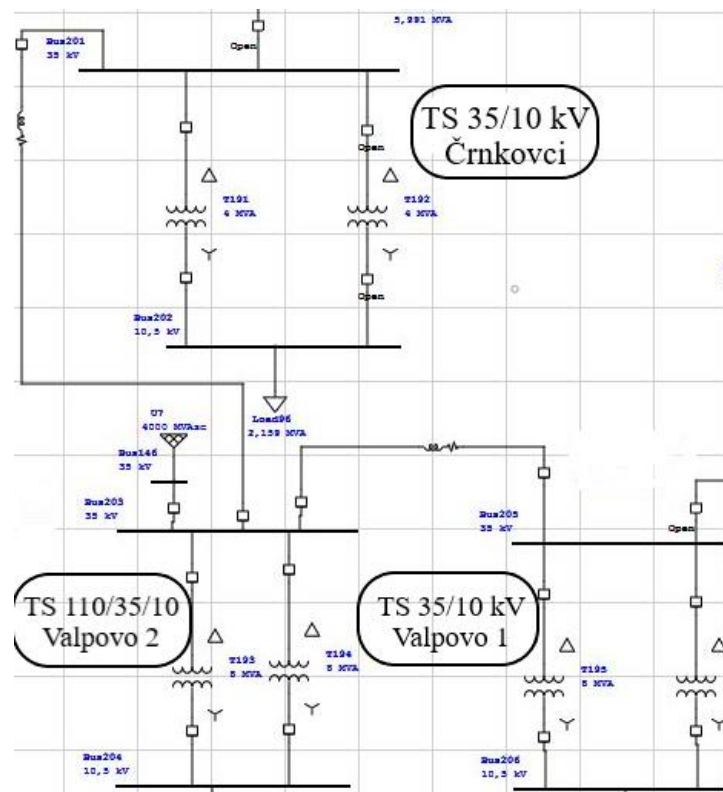 5,991 MVA
Bus201
35 kV
Open
TS 35/10 kV
Črnkovci
Open
T191
4 MVA
T192
4 MVA
Open
Bus202
10,5 kV
U7
4000 MVAsc
Load96
2,159 MVA
Bus146
35 kV
Bus203
35 kV
Bus205
35 kV
Open
TS 110/35/10
Valpovo 2
TS 35/10 kV
Valpovo 1
T193
8 MVA
T194
8 MVA
T195
8 MVA
Bus204
10,5 kV
Bus206
10,5 kV